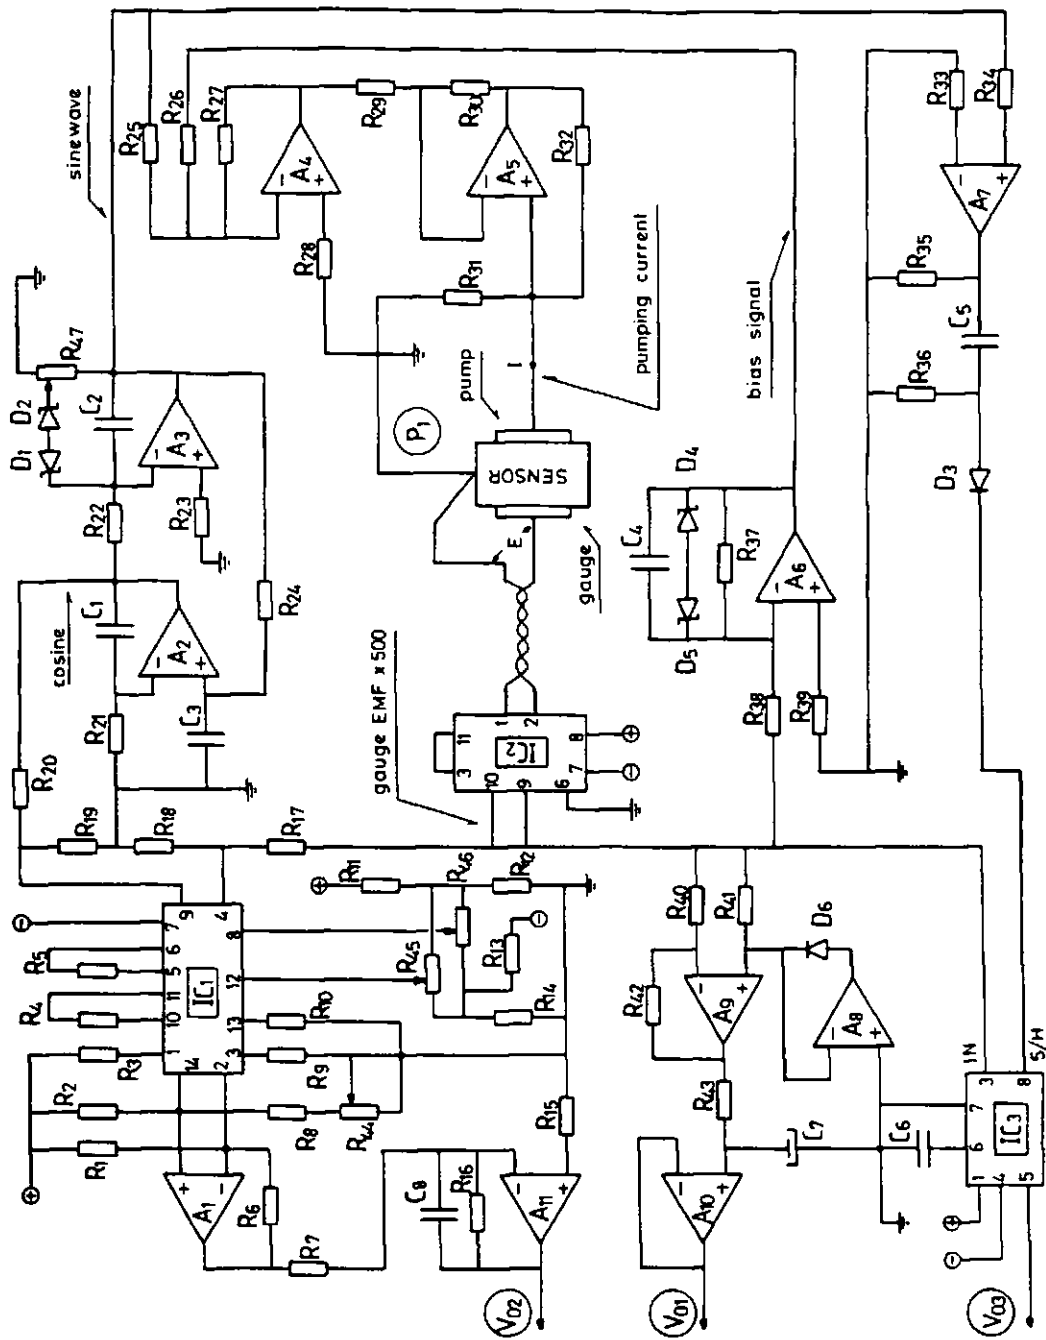 sinewave
R25
R26
R27
A4
- +
R28
R29
R30
A5
- +
R31
R32
R33
R34
A7
- +
R35
R36
C5
D3
R47
D2
D1
C2
A3
- +
R22
R23
R24
cosine
C1
A2
- +
R21
C3
R20
R19
R18
R17
P1
pump
I
pumping current
SENSOR
gauge
E
bias signal
D4
C4
D5
R37
A6
- +
R38
R39
gauge EMF x 500
IC2
1
2
3
11
10
9
6
7
8
+
-
IC1
9
4
7
8
6
5
12
11
10
13
1
3
14
2
-
R5
R4
R3
R2
R1
+
A1
- +
R6
R7
R8
R44
R9
R10
R11
+
R45
R46
R12
R13
-
R14
R15
C8
R16
A11
- +
V02
R40
R41
R42
A9
- +
D6
A8
- +
R43
A10
- +
C7
C6
V01
IN
S/H
IC3
3
8
7
6
1
4
5
+
-
V03